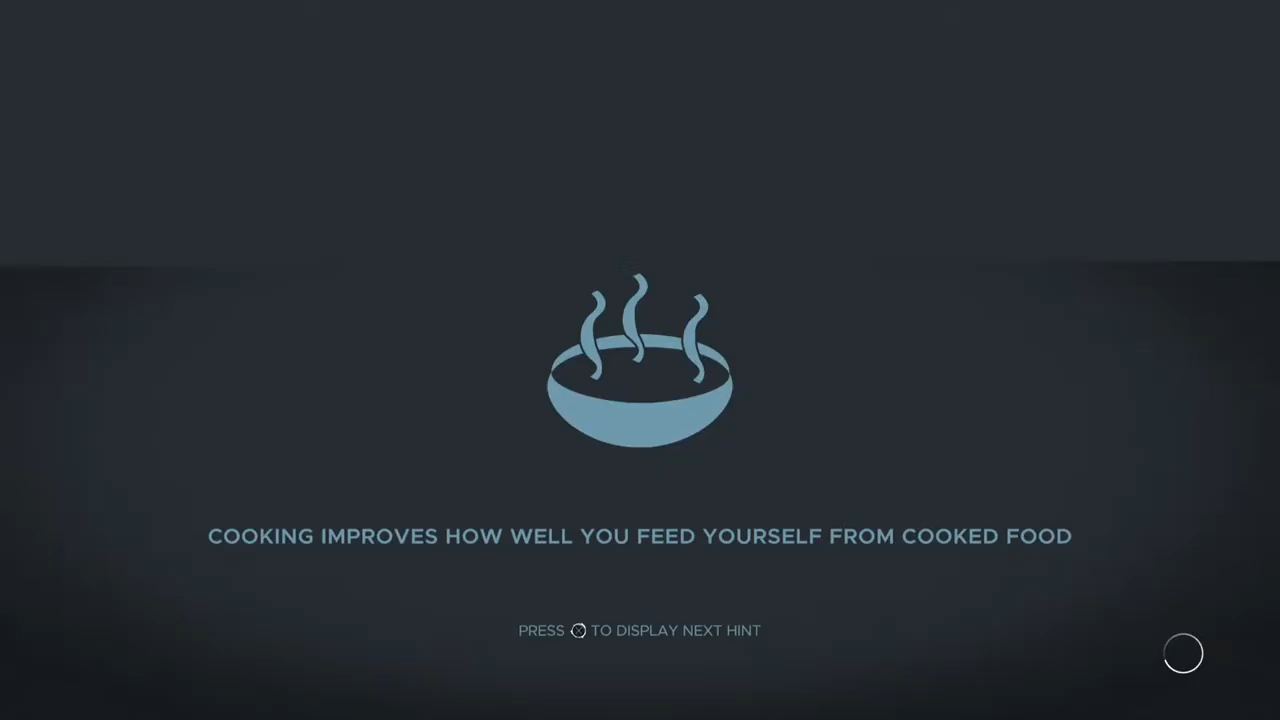 COOKING IMPROVES HOW WELL YOU FEED YOURSELF FROM COOKED FOOD
PRESS TO DISPLAY NEXT HINT